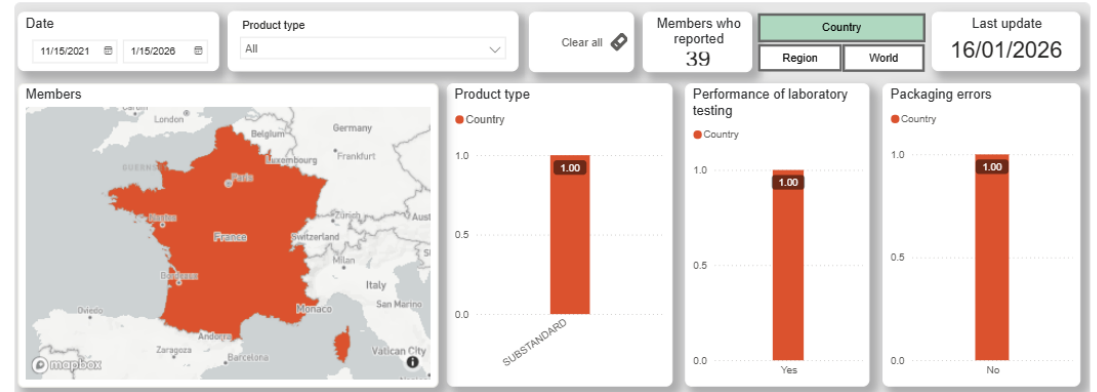 Date
11/15/2021
1/15/2026
Product type
All
Clear all
Members who
reported
39
Country
Region
World
Last update
16/01/2026
Members
London
Belgium
Germany
Luxembourg
Frankfurt
Paris
Nantes
France
Zürich
Switzerland
Milan
Bordeaux
Italy
Monaco
San Marino
Oviedo
Andorra
Zaragoza
Barcelona
Vatican City
mapbox
Product type
Country
1.0
1.00
0.5
0.0
SUBSTANDARD
Performance of laboratory
testing
Country
1.0
1.00
0.5
0.0
Yes
Packaging errors
Country
1.0
1.00
0.5
0.0
No